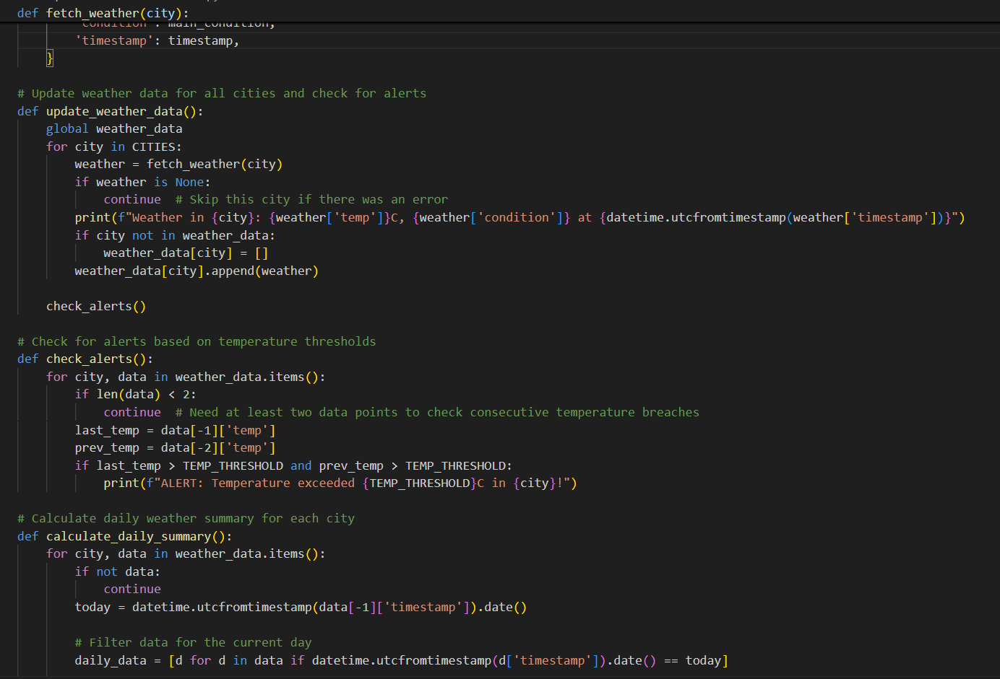 def fetch_weather(city):
'condition': main_condition,
'timestamp': timestamp,
}
# Update weather data for all cities and check for alerts
def update_weather_data():
global weather_data
for city in CITIES:
weather = fetch_weather(city)
if weather is None:
continue  # Skip this city if there was an error
print(f"Weather in {city}: {weather['temp']}C, {weather['condition']} at {datetime.utcfromtimestamp(weather['timestamp'])}")
if city not in weather_data:
weather_data[city] = []
weather_data[city].append(weather)
check_alerts()
# Check for alerts based on temperature thresholds
def check_alerts():
for city, data in weather_data.items():
if len(data) < 2:
continue  # Need at least two data points to check consecutive temperature breaches
last_temp = data[-1]['temp']
prev_temp = data[-2]['temp']
if last_temp > TEMP_THRESHOLD and prev_temp > TEMP_THRESHOLD:
print(f"ALERT: Temperature exceeded {TEMP_THRESHOLD}C in {city}!")
# Calculate daily weather summary for each city
def calculate_daily_summary():
for city, data in weather_data.items():
if not data:
continue
today = datetime.utcfromtimestamp(data[-1]['timestamp']).date()
# Filter data for the current day
daily_data = [d for d in data if datetime.utcfromtimestamp(d['timestamp']).date() == today]